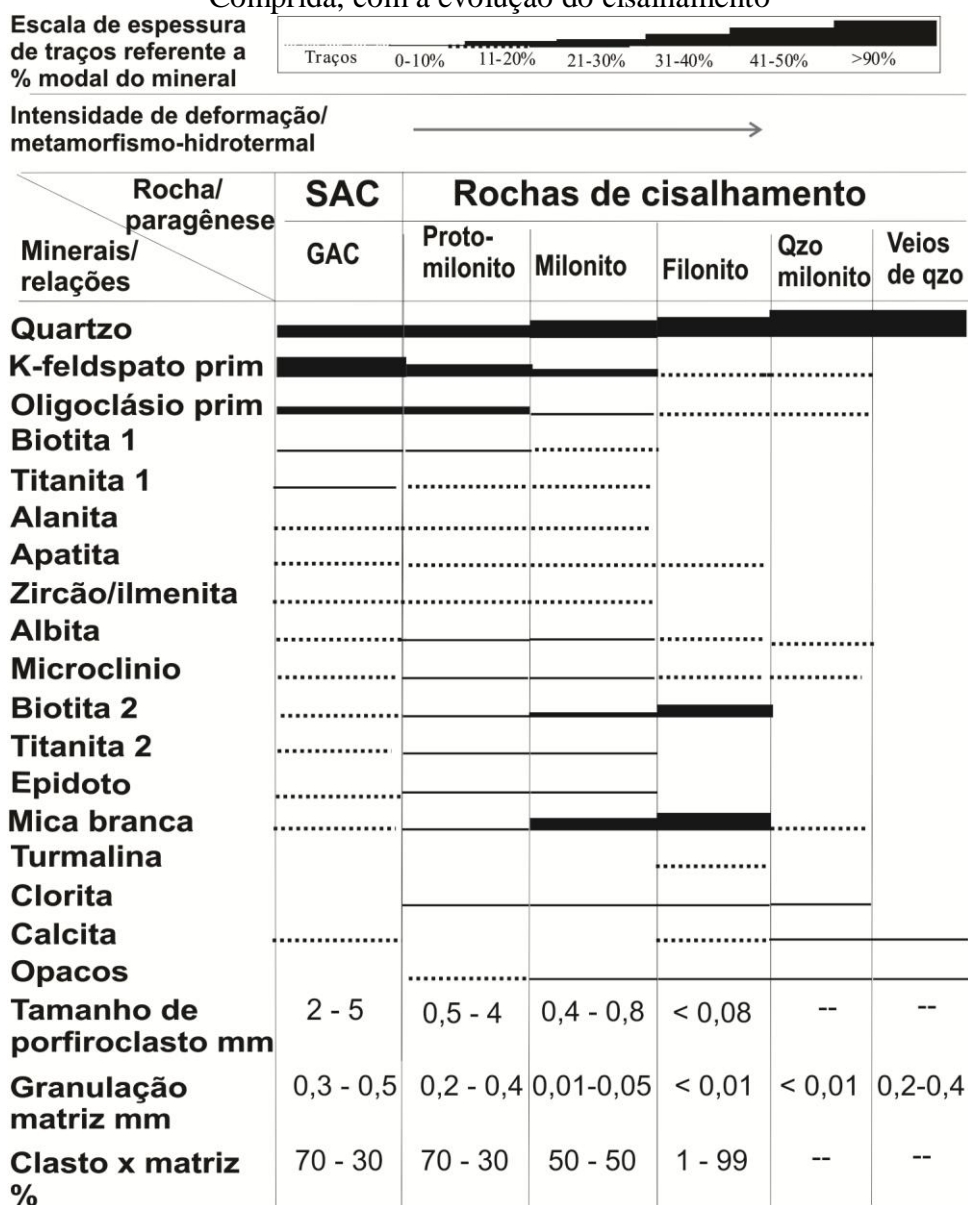 Comprida, com a evolução do cisalhamento
Escala de espessura
de traços referente a
% modal do mineral
Traços 0-10% 11-20% 21-30% 31-40% 41-50% >90%
Intensidade de deformação/
metamorfismo-hidrotermal
Rocha/
paragênese
Minerais/
relações
SAC Rochas de cisalhamento
GAC
Proto-
milonito
Milonito
Filonito
Qzo
milonito
Veios
de qzo
Quartzo
K-feldspato prim
Oligoclásio prim
Biotita 1
Titanita 1
Alanita
Apatita
Zircão/ilmenita
Albita
Microclinio
Biotita 2
Titanita 2
Epidoto
Mica branca
Turmalina
Clorita
Calcita
Opacos
Tamanho de
porfiroclasto mm
2 - 5 0,5 - 4 0,4 - 0,8 < 0,08 -- --
Granulação
matriz mm
0,3 - 0,5 0,2 - 0,4 0,01-0,05 < 0,01 < 0,01 0,2-0,4
Clasto x matriz
%
70 - 30 70 - 30 50 - 50 1 - 99 -- --